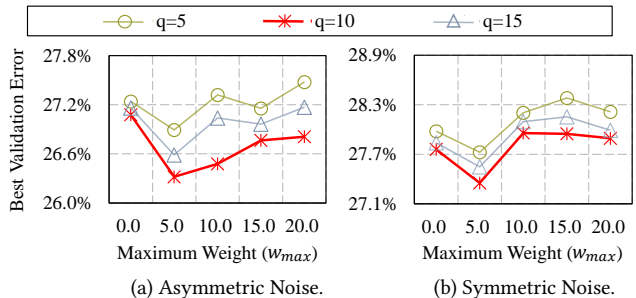 q=5 q=10 q=15
Best Validation Error
27.8%
27.2%
26.6%
26.0%
0.0 5.0 10.0 15.0 20.0
Maximum Weight (w_max)
(a) Asymmetric Noise.
28.9%
28.3%
27.7%
27.1%
0.0 5.0 10.0 15.0 20.0
Maximum Weight (w_max)
(b) Symmetric Noise.